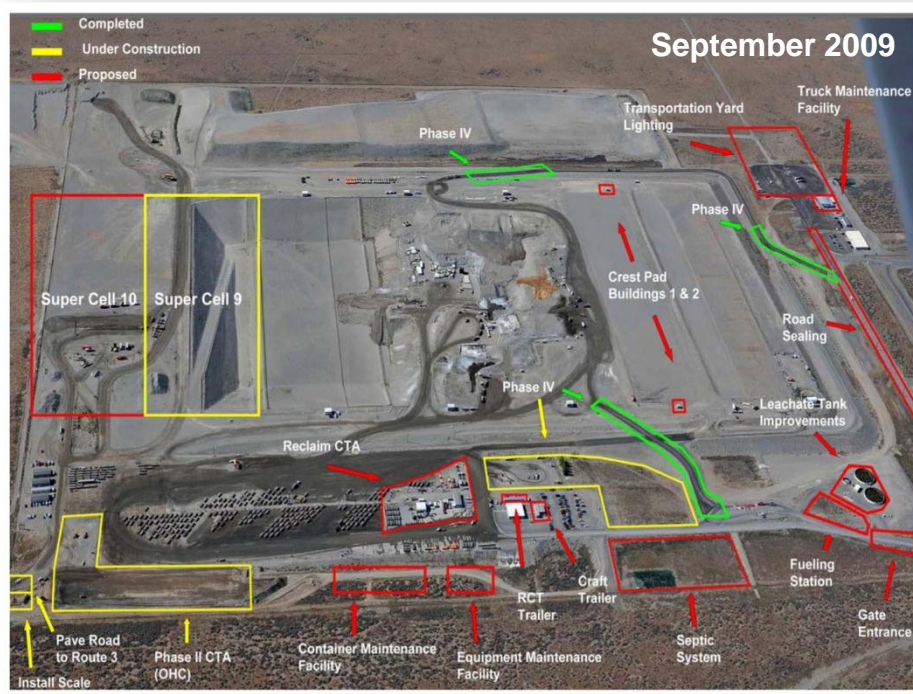 Completed
Under Construction
Proposed
September 2009
Truck Maintenance
Facility
Transportation Yard
Lighting
Phase IV
Phase IV
Crest Pad
Buildings 1 & 2
Super Cell 10
Super Cell 9
Road
Sealing
Phase IV
Leachate Tank
Improvements
Reclaim CTA
Fueling
Station
Gate
Entrance
RCT
Trailer
Craft
Trailer
Septic
System
Pave Road
to Route 3
Phase II CTA
(OHC)
Container Maintenance
Facility
Equipment Maintenance
Facility
Install Scale